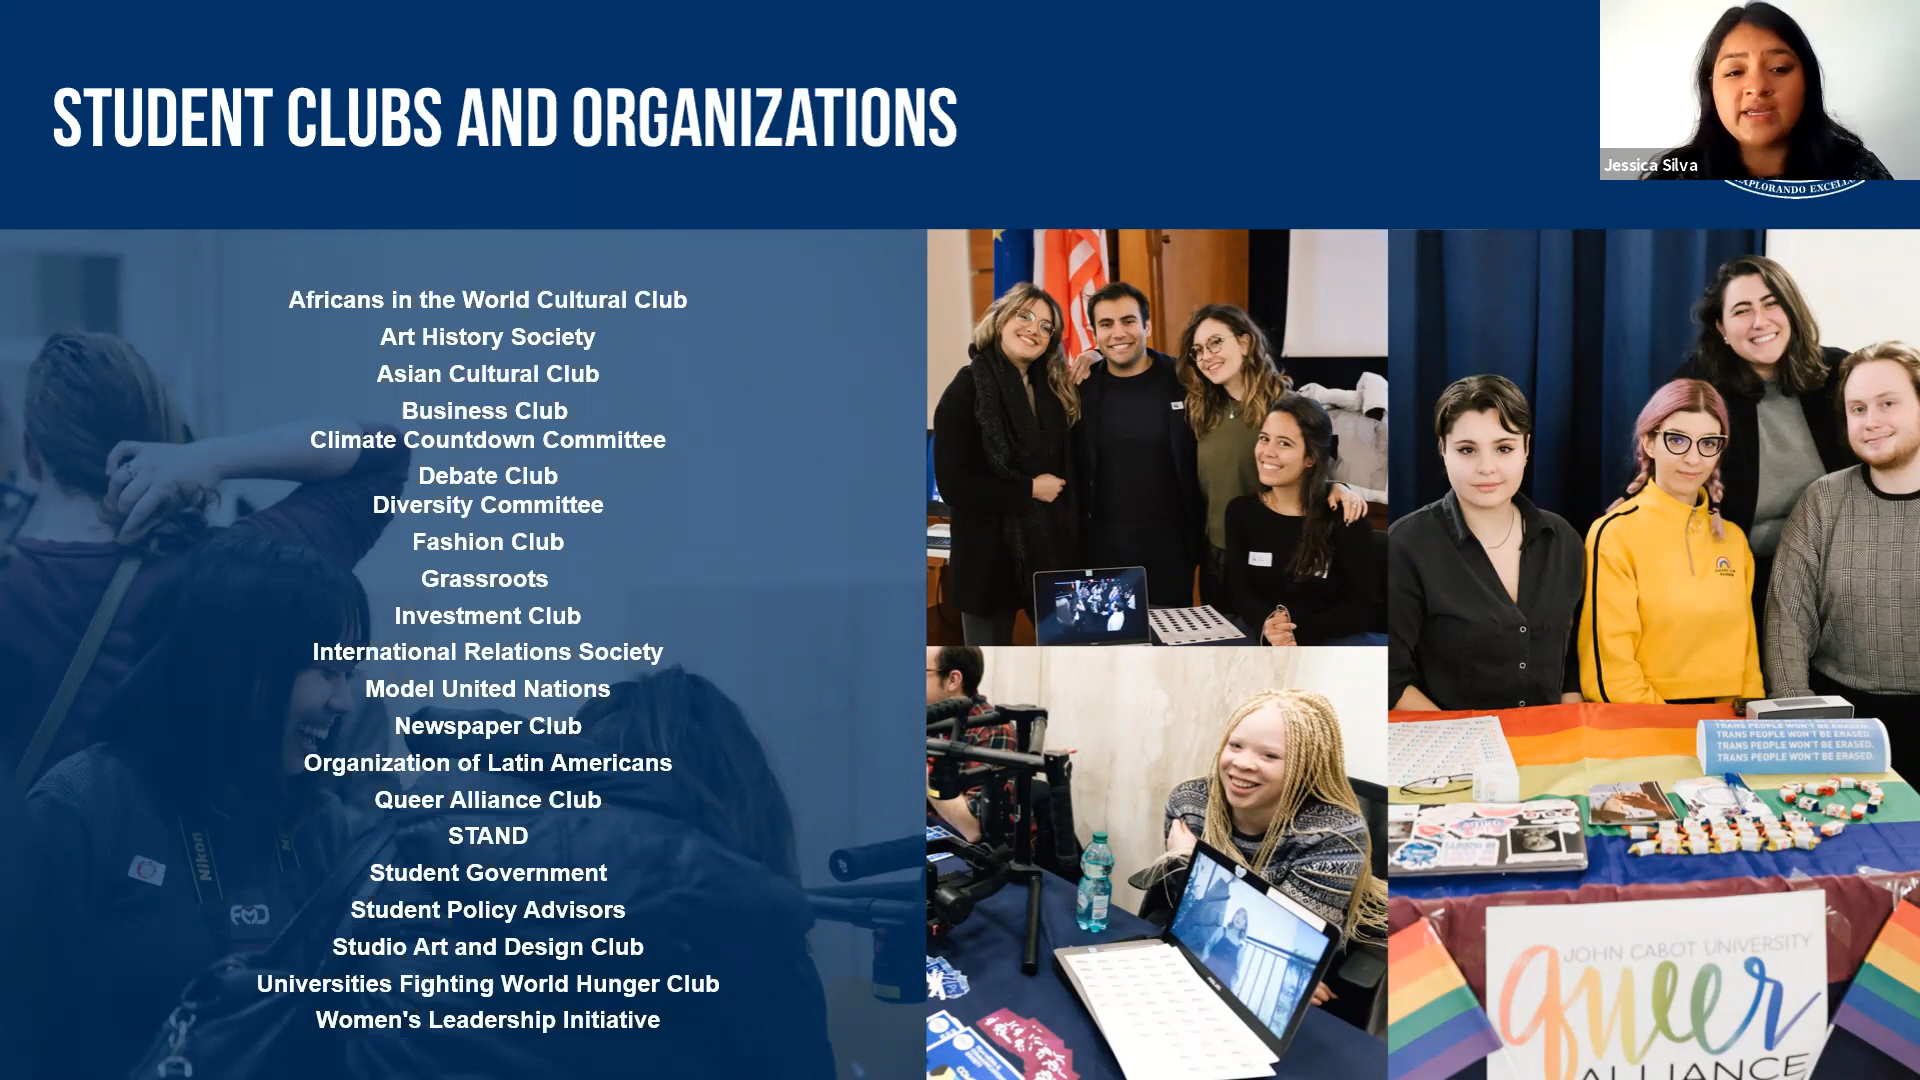 STUDENT CLUBS AND ORGANIZATIONS
Jessica Silva
EXPLORANDO
Africans in the World Cultural Club
Art History Society
Asian Cultural Club
Business Club
Climate Countdown Committee
Debate Club
Diversity Committee
Fashion Club
Grassroots
Investment Club
International Relations Society
Model United Nations
Newspaper Club
Organization of Latin Americans
Queer Alliance Club
STAND
Student Government
Student Policy Advisors
Studio Art and Design Club
Universities Fighting World Hunger Club
Women's Leadership Initiative
Nikon
TRANS PEOPLE WON'T BE ERASED.
TRANS PEOPLE WON'T BE ERASED.
TRANS PEOPLE WON'T BE ERASED.
TRANS PEOPLE WON'T BE ERASED.
JOHN CABOT UNIVERSITY
queer
ALLIANCE